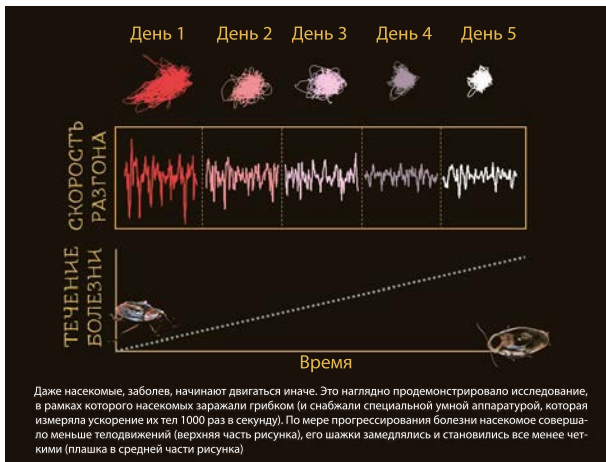 День 1 День 2 День 3 День 4 День 5
СКОРОСТЬ
РАЗГОНА
ТЕЧЕНИЕ
БОЛЕЗНИ
Время
Даже насекомые, заболев, начинают двигаться иначе. Это наглядно продемонстрировало исследование,
в рамках которого насекомых заражали грибком (и снабжали специальной умной аппаратурой, которая
измеряла ускорение их тел 1000 раз в секунду). По мере прогрессирования болезни насекомое соверша-
ло меньше телодвижений (верхняя часть рисунка), его шажки замедлялись и становились все менее чет-
кими (плашка в средней части рисунка)